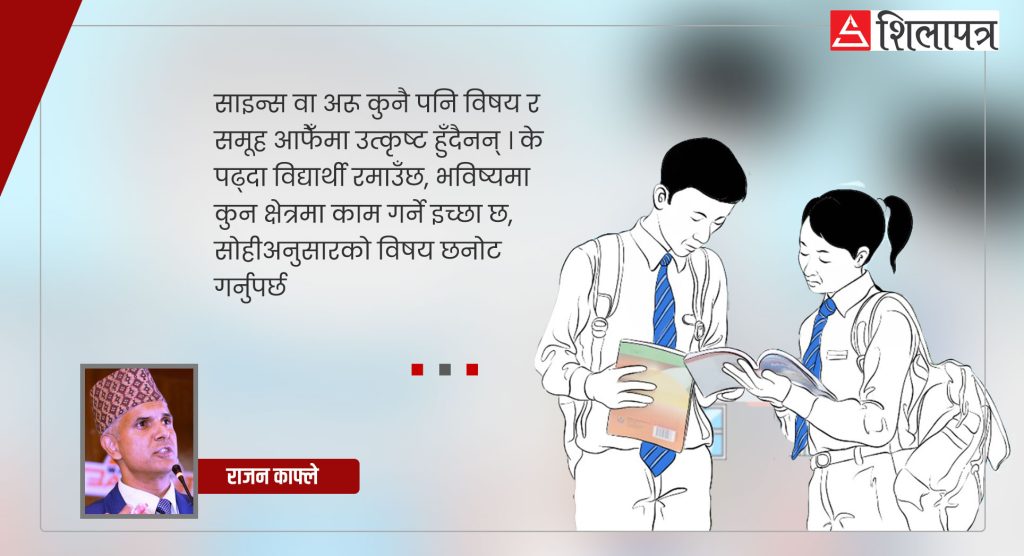 शिलापत्र
साइन्स वा अरू कुनै पनि विषय र
समूह आफैँमा उत्कृष्ट हुँदैनन् । के
पढ्दा विद्यार्थी रमाउँछ, भविष्यमा
कुन क्षेत्रमा काम गर्ने इच्छा छ,
सोहीअनुसारको विषय छनोट
गर्नुपर्छ
राजन काफ्ले